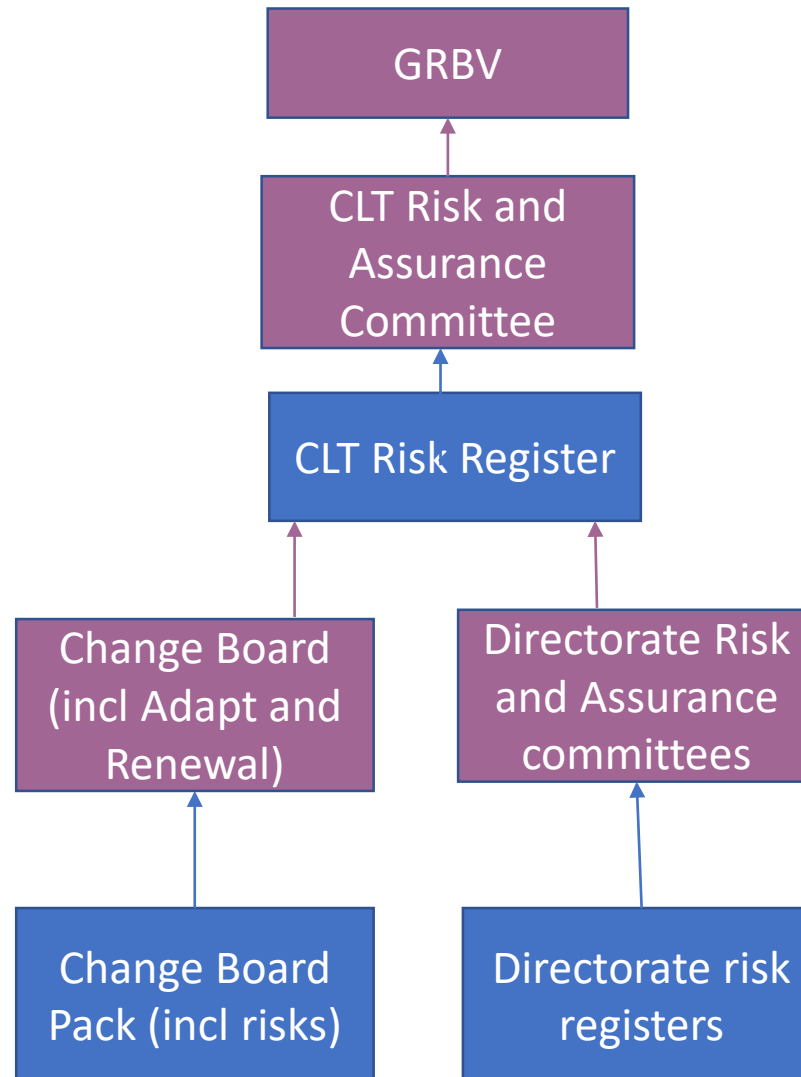 GRBV
CLT Risk and
Assurance
Committee
CLT Risk Register
Change Board
(incl Adapt and
Renewal)
Directorate Risk
and Assurance
committees
Change Board
Pack (incl risks)
Directorate risk
registers